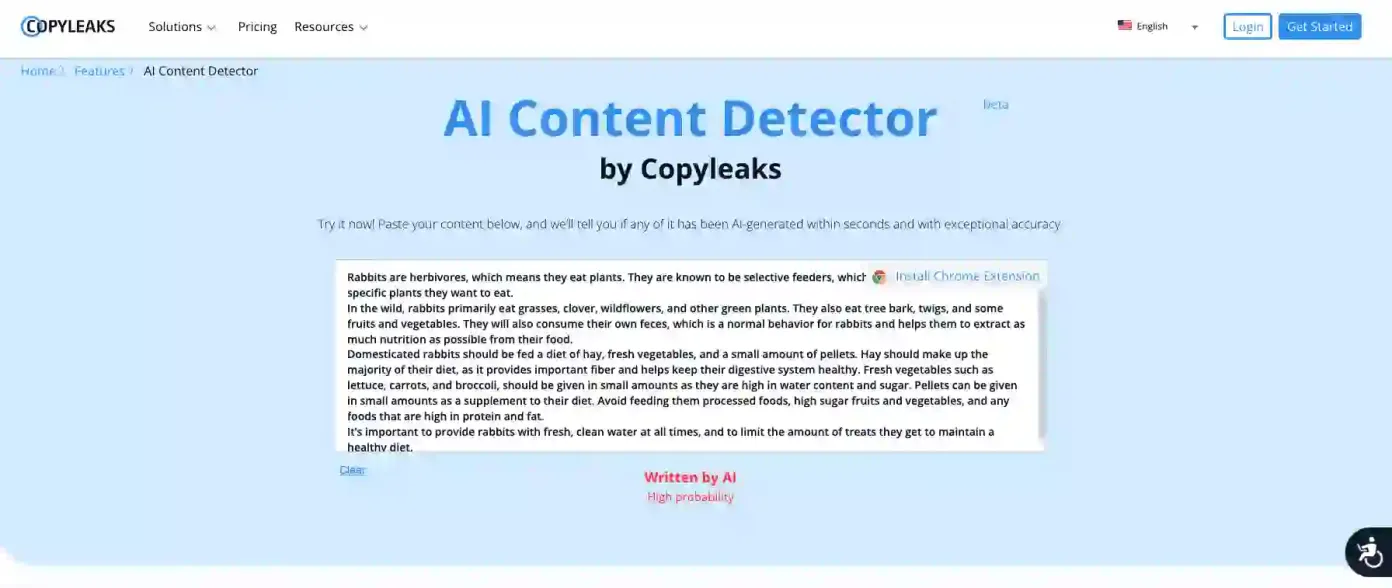 COPYLEAKS Solutions Pricing Resources English Login Get Started
Home Features AI Content Detector
AI Content Detector beta
by Copyleaks
Try it now! Paste your content below, and we'll tell you if any of it has been AI-generated within seconds and with exceptional accuracy
Rabbits are herbivores, which means they eat plants. They are known to be selective feeders, which Install Chrome Extension
specific plants they want to eat.
In the wild, rabbits primarily eat grasses, clover, wildflowers, and other green plants. They also eat tree bark, twigs, and some
fruits and vegetables. They will also consume their own feces, which is a normal behavior for rabbits and helps them to extract as
much nutrition as possible from their food.
Domesticated rabbits should be fed a diet of hay, fresh vegetables, and a small amount of pellets. Hay should make up the
majority of their diet, as it provides important fiber and helps keep their digestive system healthy. Fresh vegetables such as
lettuce, carrots, and broccoli, should be given in small amounts as they are high in water content and sugar. Pellets can be given
in small amounts as a supplement to their diet. Avoid feeding them processed foods, high sugar fruits and vegetables, and any
foods that are high in protein and fat.
It's important to provide rabbits with fresh, clean water at all times, and to limit the amount of treats they get to maintain a
healthy diet.
Clear
Written by AI
High probability